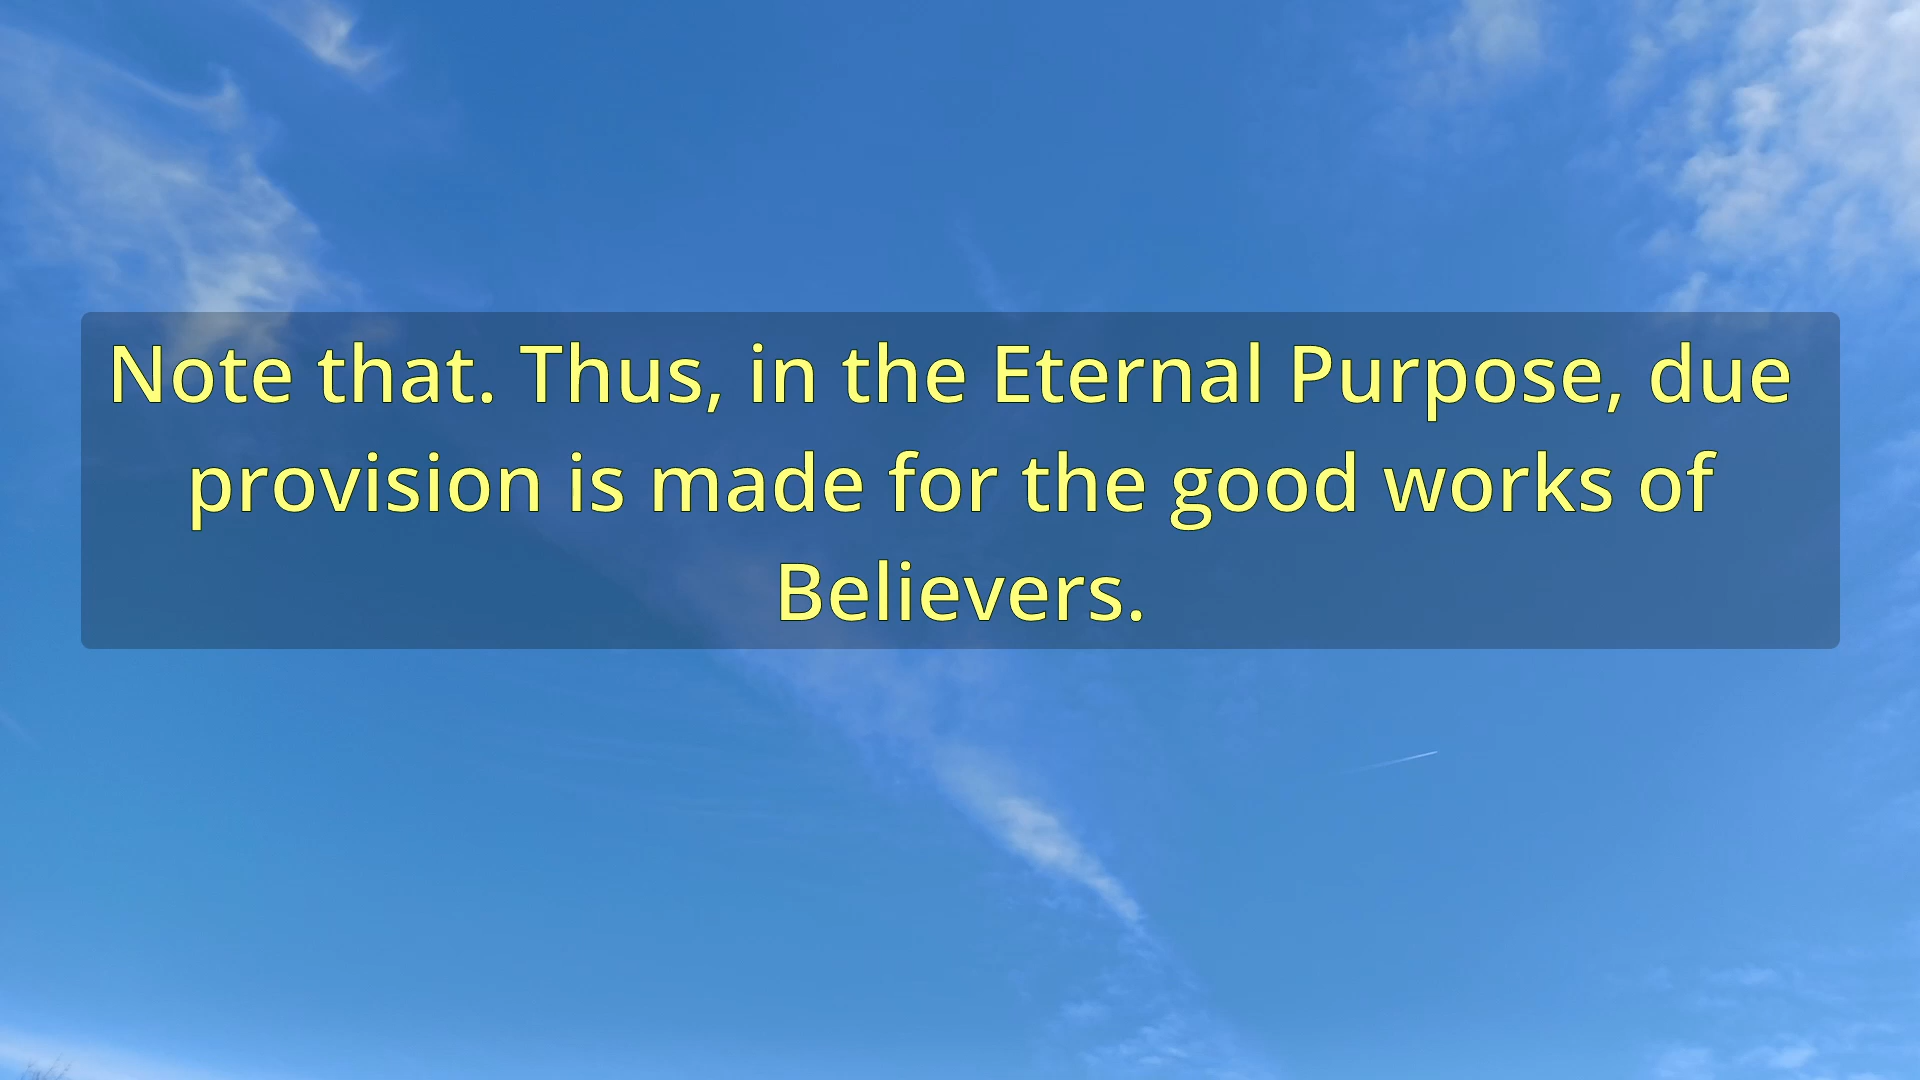 Note that. Thus, in the Eternal Purpose, due
provision is made for the good works of
Believers.